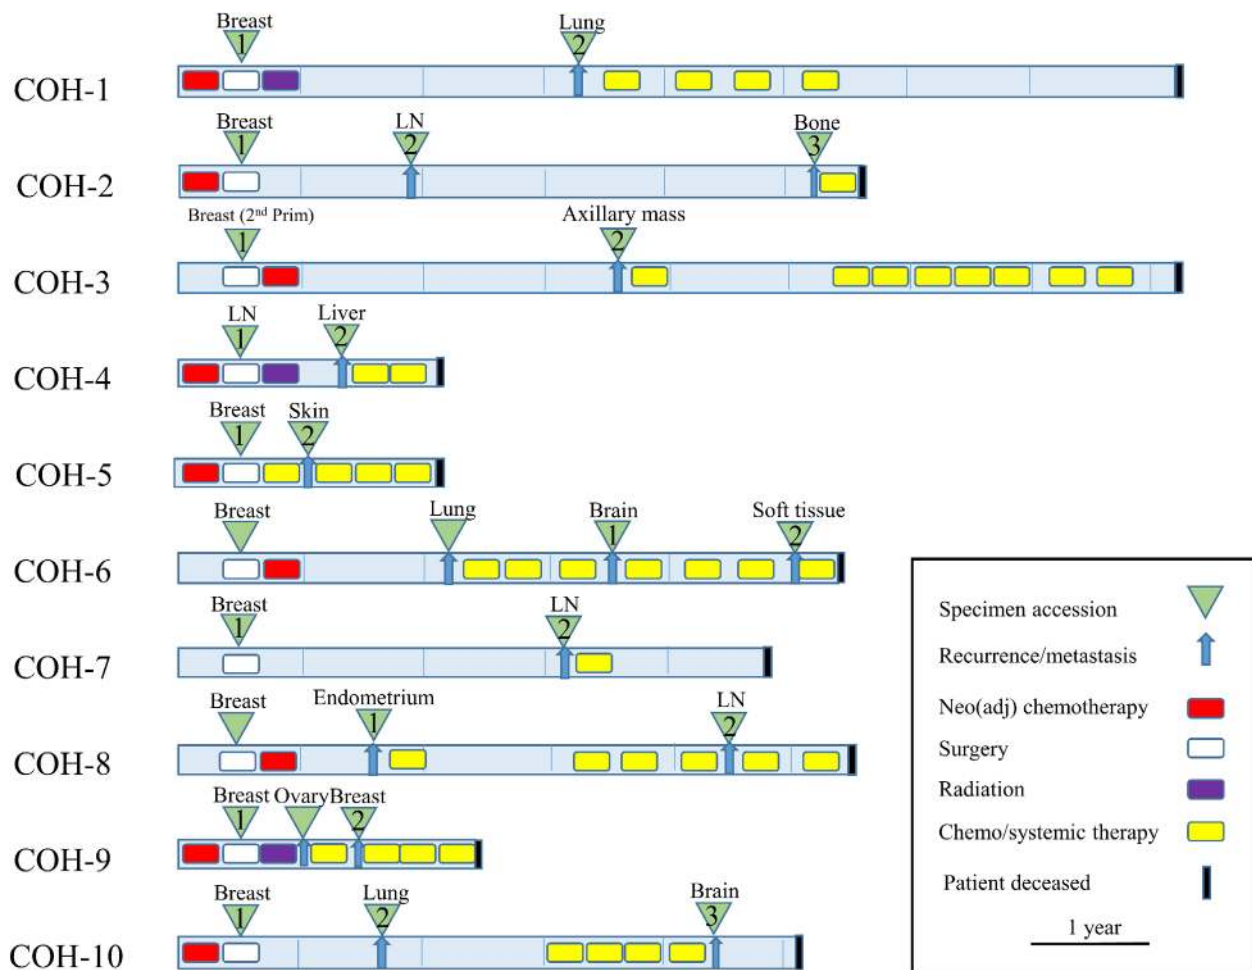 Breast Lung
1 2
COH-1
Breast LN Bone
1 2 3
COH-2
Breast (2nd Prim) Axillary mass
1 2
COH-3
LN Liver
1 2
COH-4
Breast Skin
1 2
COH-5
Breast Lung Brain Soft tissue
1 2
COH-6
Breast LN
1 2
COH-7
Breast Endometrium LN
1 2
COH-8
Breast Ovary Breast
1 2
COH-9
Breast Lung Brain
1 2 3
COH-10
Specimen accession
Recurrence/metastasis
Neo(adj) chemotherapy
Surgery
Radiation
Chemo/systemic therapy
Patient deceased
1 year